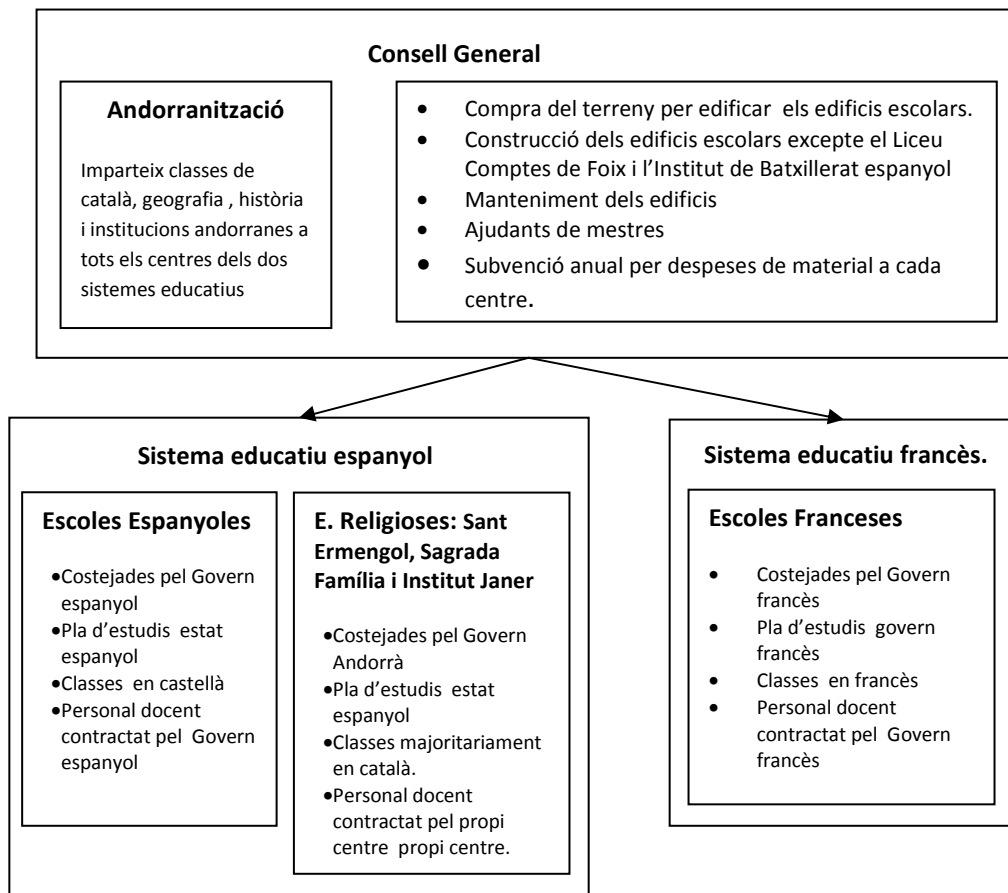 Consell General
Andorranització
Imparteix classes de
català, geografia , història
i institucions andorranes a
tots els centres dels dos
sistemes educatius
• Compra del terreny per edificar els edificis escolars.
• Construcció dels edificis escolars excepte el Liceu
Comptes de Foix i l’Institut de Batxillerat espanyol
• Manteniment dels edificis
• Ajudants de mestres
• Subvenció anual per despeses de material a cada
centre.
Sistema educatiu espanyol
Escoles Espanyoles
•Costejades pel Govern
espanyol
•Pla d’estudis estat
espanyol
•Classes en castellà
•Personal docent
contractat pel Govern
espanyol
E. Religioses: Sant
Ermengol, Sagrada
Família i Institut Janer
•Costejades pel Govern
Andorrà
•Pla d’estudis estat
espanyol
•Classes majoritariament
en català.
•Personal docent
contractat pel propi
centre propi centre.
Sistema educatiu francès.
Escoles Franceses
• Costejades pel Govern
francès
• Pla d’estudis govern
francès
• Classes en francès
• Personal docent
contractat pel Govern
francès